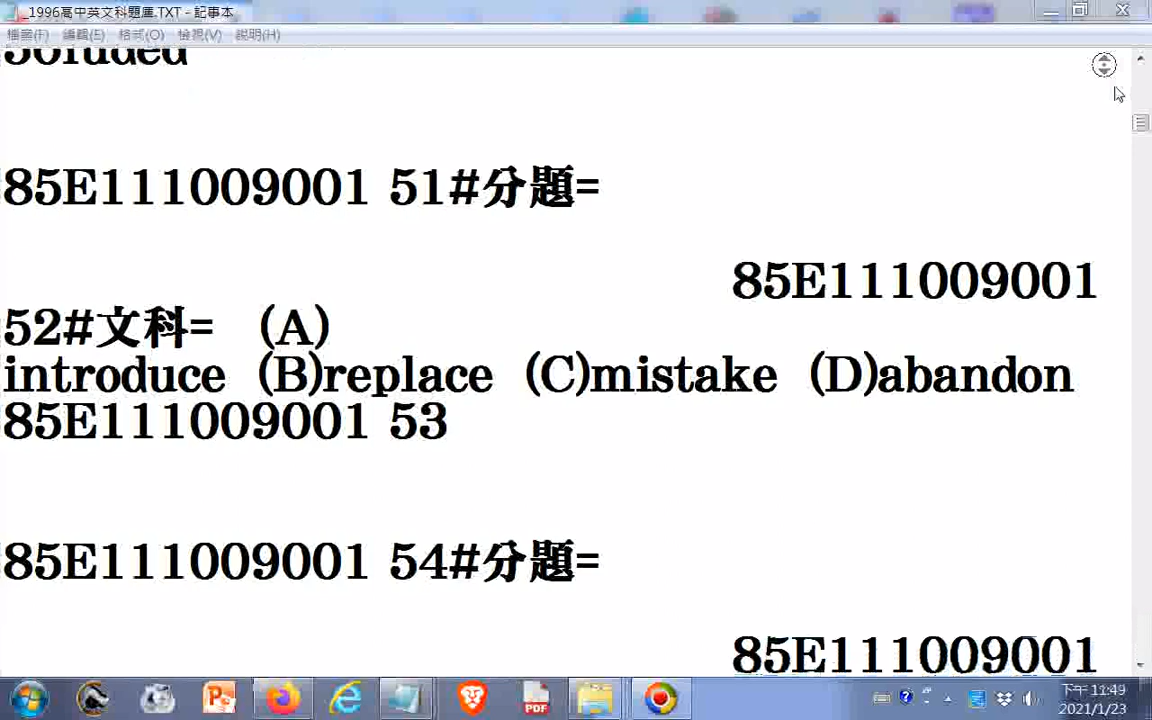 _1996高中英文科題庫.TXT - 記事本
檔案(F) 編輯(E) 格式(O) 檢視(V) 說明(H)
85E111009001 51#分題=
85E111009001
52#文科= (A)
introduce (B)replace (C)mistake (D)abandon
85E111009001 53
85E111009001 54#分題=
85E111009001
PDF
下午 11:49
2021/1/23